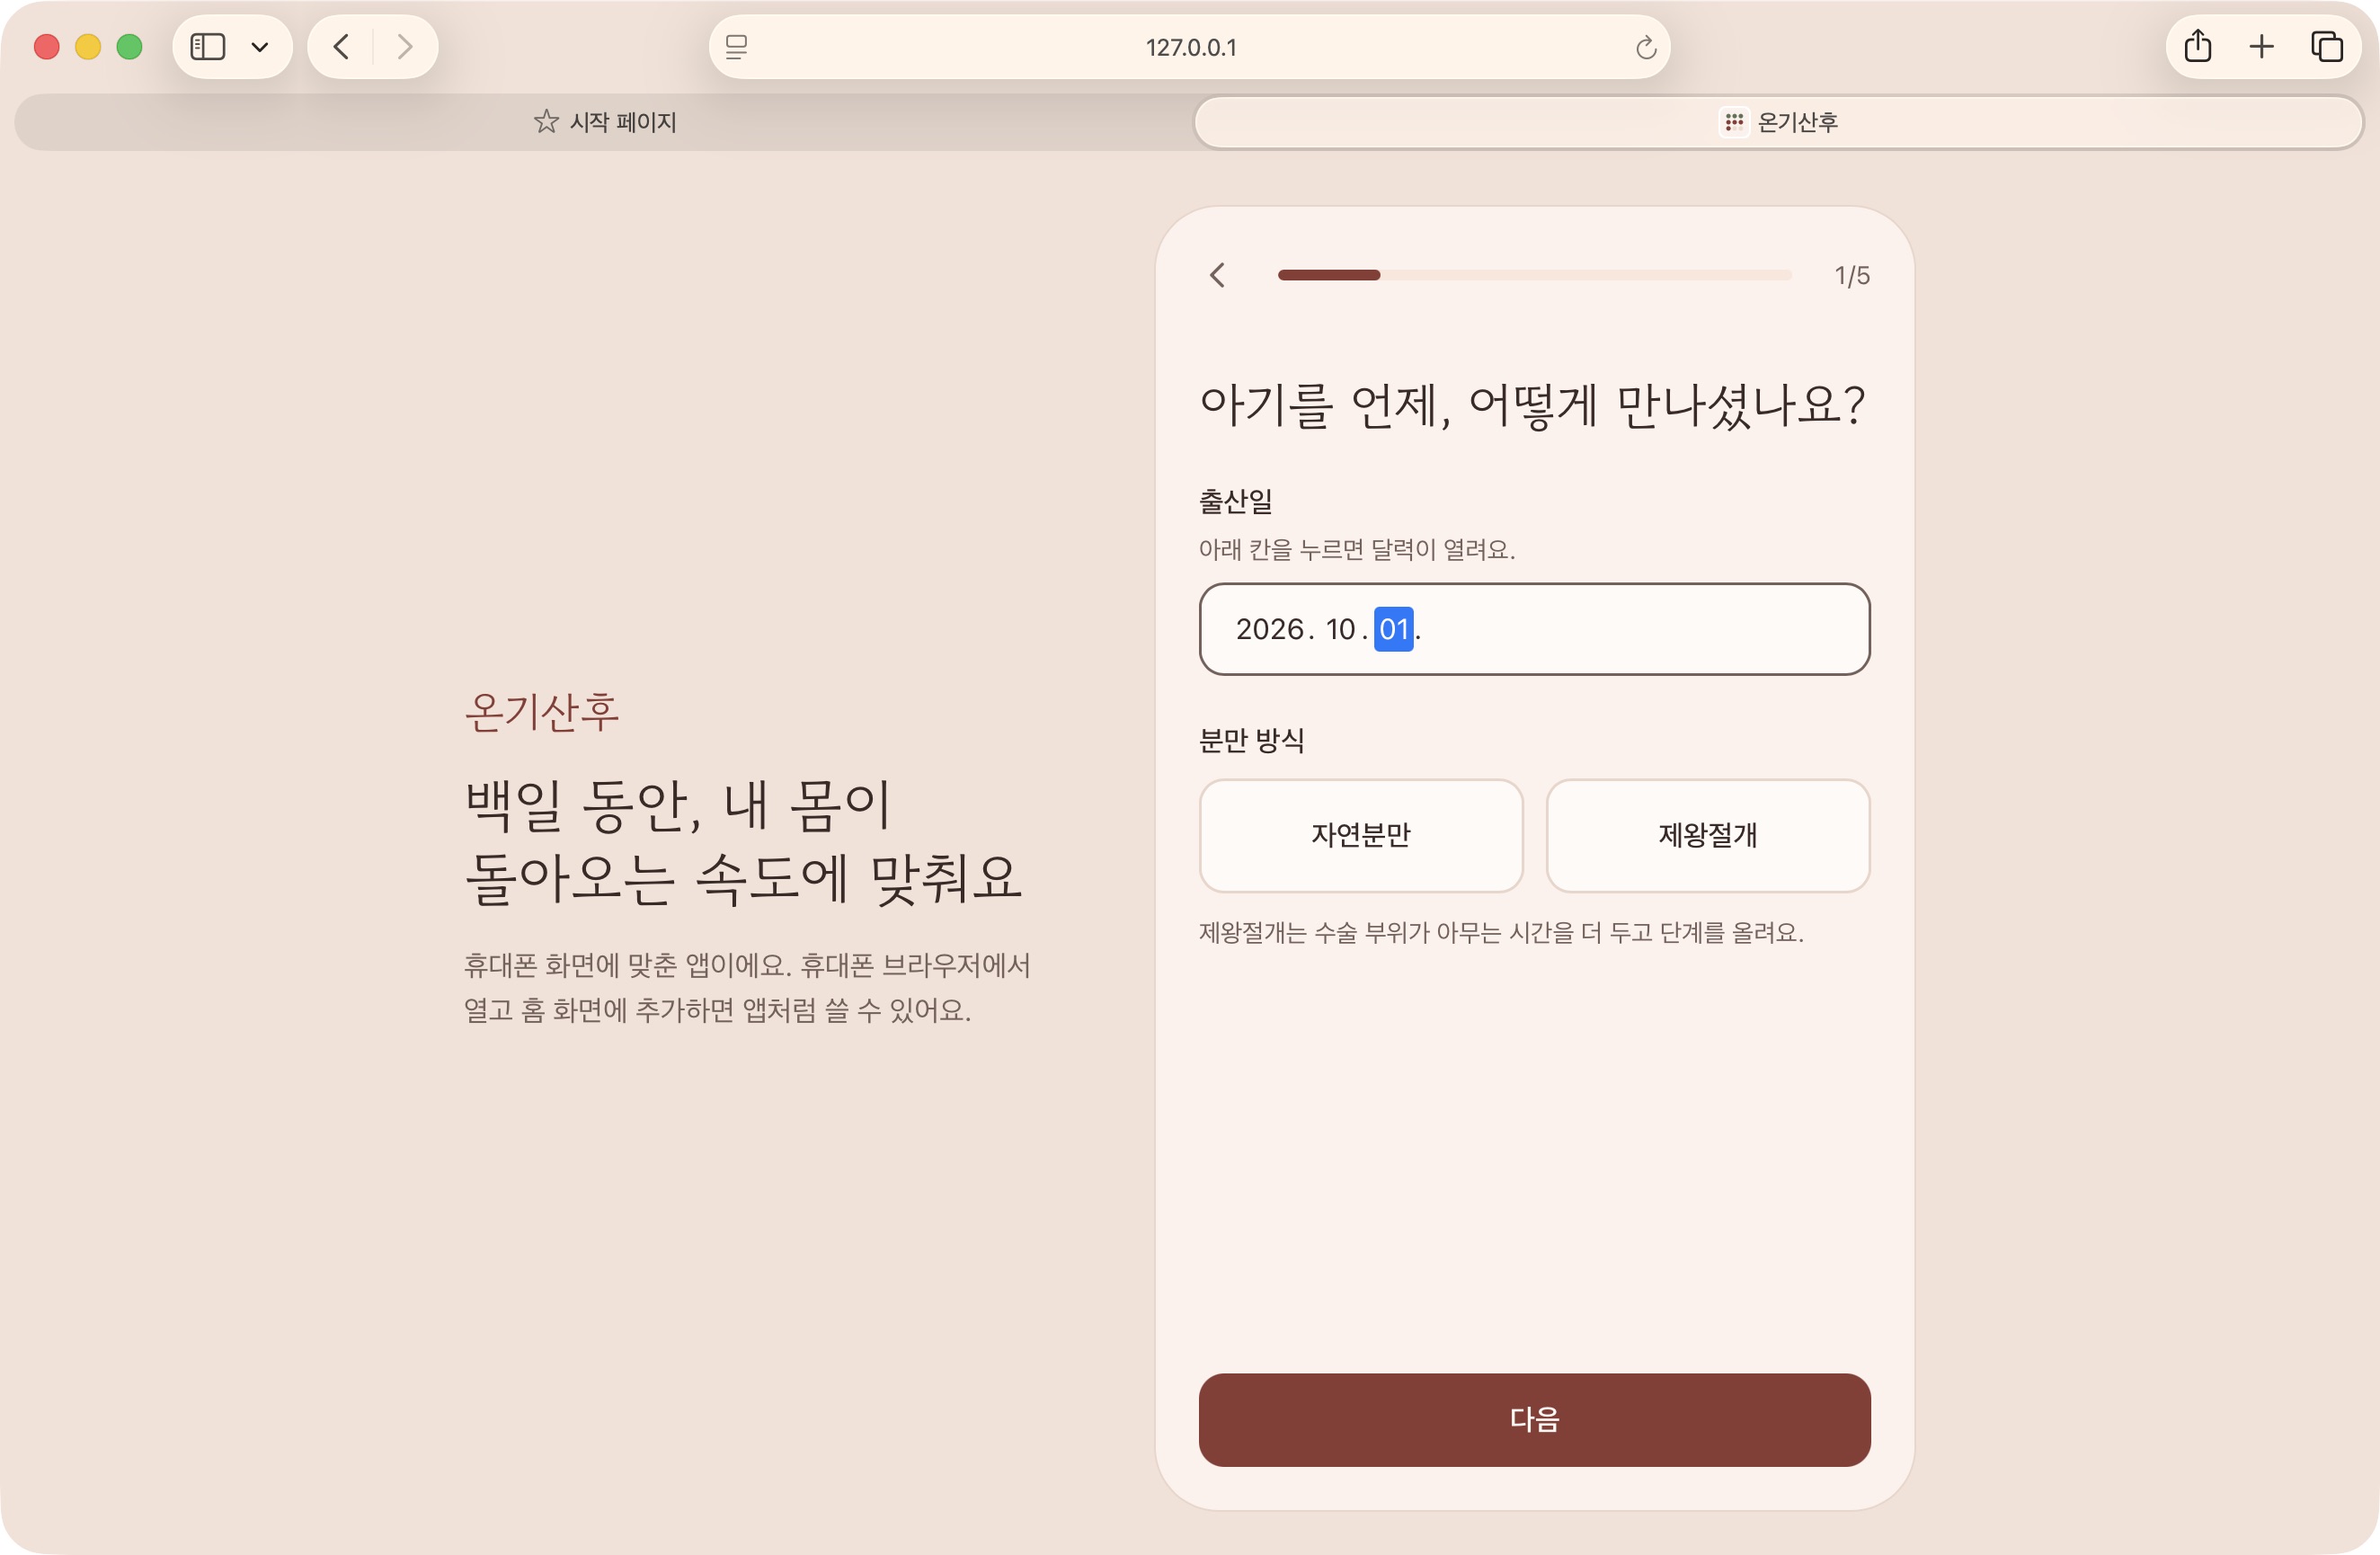 127.0.0.1
시작 페이지
온기산후
1/5
아기를 언제, 어떻게 만나셨나요?
출산일
아래 칸을 누르면 달력이 열려요.
2026. 10. 01.
분만 방식
자연분만
제왕절개
제왕절개는 수술 부위가 아무는 시간을 더 두고 단계를 올려요.
다음
온기산후
백일 동안, 내 몸이
돌아오는 속도에 맞춰요
휴대폰 화면에 맞춘 앱이에요. 휴대폰 브라우저에서
열고 홈 화면에 추가하면 앱처럼 쓸 수 있어요.